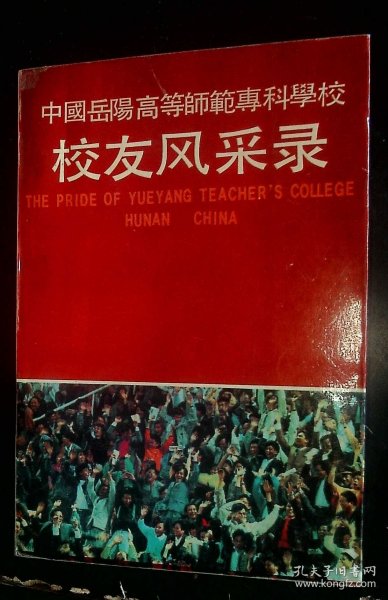 中國岳陽高等師範專科學校
校友风采录
THE PRIDE OF YUEYANG TEACHER'S COLLEGE
HUNAN CHINA
孔夫子旧书网
www.kongfz.com